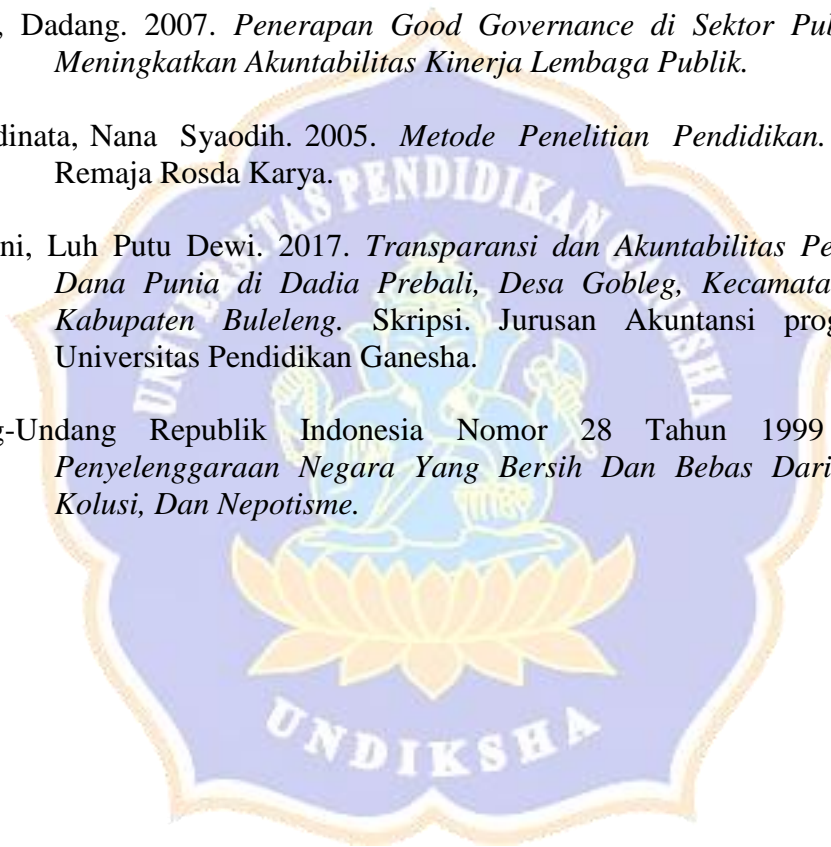 , Dadang. 2007. Penerapan Good Governance di Sektor Pul
Meningkatkan Akuntabilitas Kinerja Lembaga Publik.
dinata, Nana Syaodih. 2005. Metode Penelitian Pendidikan.
Remaja Rosda Karya.
ni, Luh Putu Dewi. 2017. Transparansi dan Akuntabilitas Pe
Dana Punia di Dadia Prebali, Desa Gobleg, Kecamata
Kabupaten Buleleng. Skripsi. Jurusan Akuntansi prog
Universitas Pendidikan Ganesha.
g-Undang Republik Indonesia Nomor 28 Tahun 1999
Penyelenggaraan Negara Yang Bersih Dan Bebas Dari
Kolusi, Dan Nepotisme.
UNIVERSITAS PENDIDIKAN GANESHA
UNDIKSHA